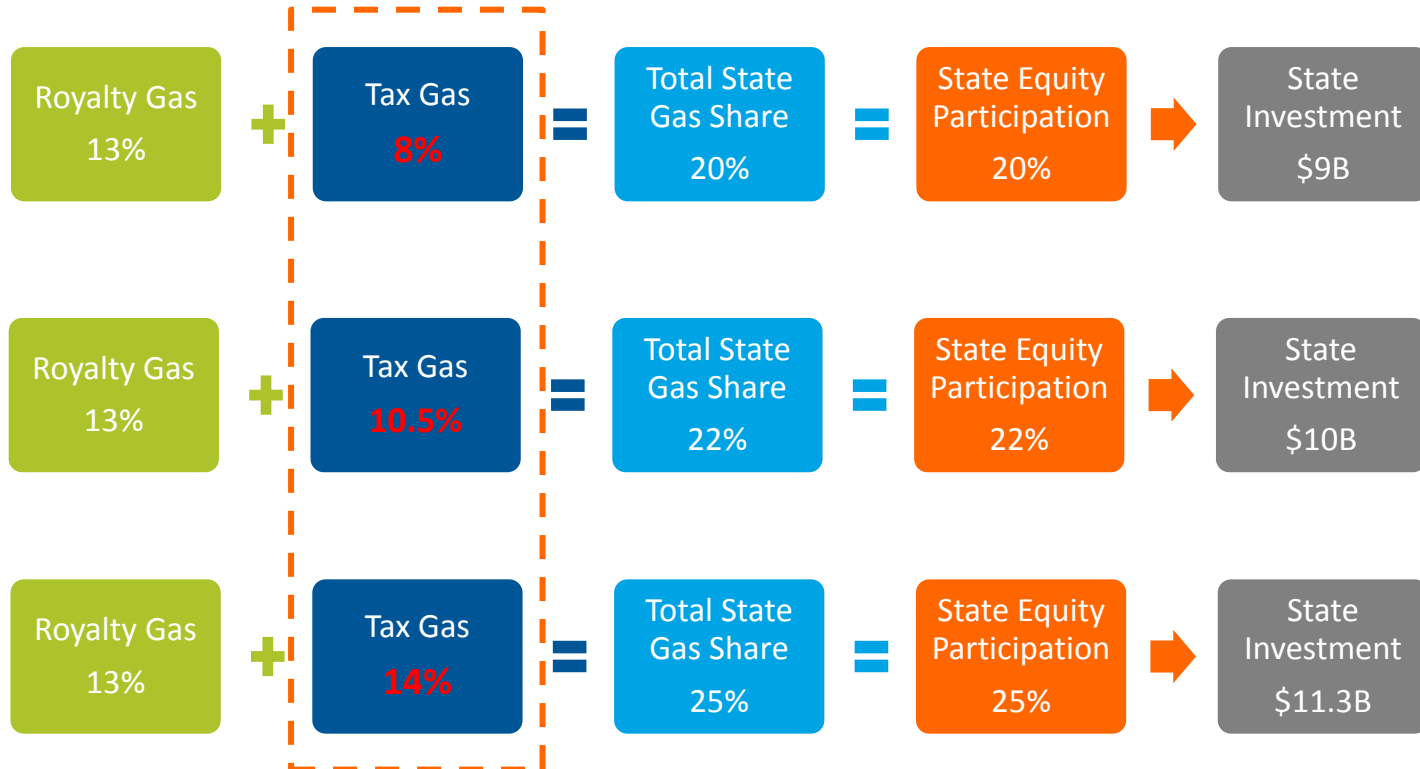 Royalty Gas
13%
+
Tax Gas
8%
=
Total State
Gas Share
20%
=
State Equity
Participation
20%
State
Investment
$9B
Royalty Gas
13%
+
Tax Gas
10.5%
=
Total State
Gas Share
22%
=
State Equity
Participation
22%
State
Investment
$10B
Royalty Gas
13%
+
Tax Gas
14%
=
Total State
Gas Share
25%
=
State Equity
Participation
25%
State
Investment
$11.3B